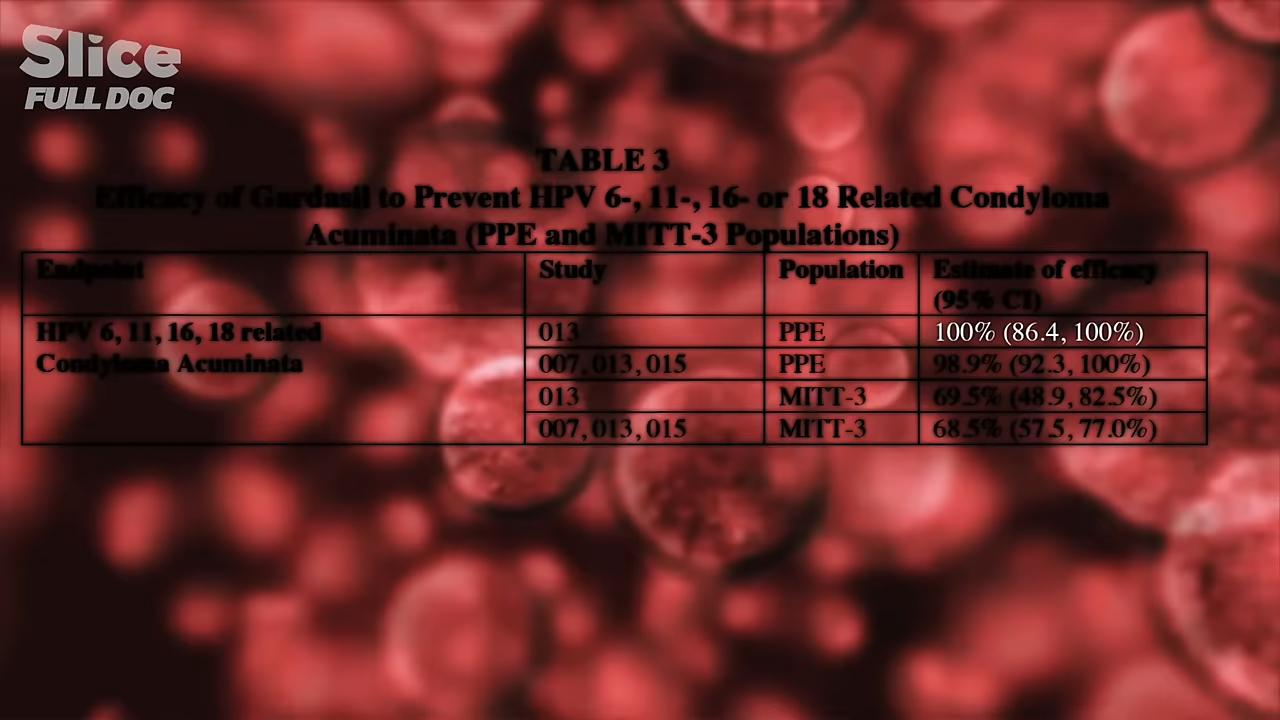 Slice
FULL DOC
TABLE 3
Efficacy of Gardasil to Prevent HPV 6-, 11-, 16- or 18 Related Condyloma
Acuminata (PPE and MITT-3 Populations)
Endpoint Study Population Estimate of efficacy
(95% CI)
HPV 6, 11, 16, 18 related 013 PPE 100% (86.4, 100%)
Condyloma Acuminata 007, 013, 015 PPE 98.9% (92.3, 100%)
013 MITT-3 69.5% (48.9, 82.5%)
007, 013, 015 MITT-3 68.5% (57.5, 77.0%)